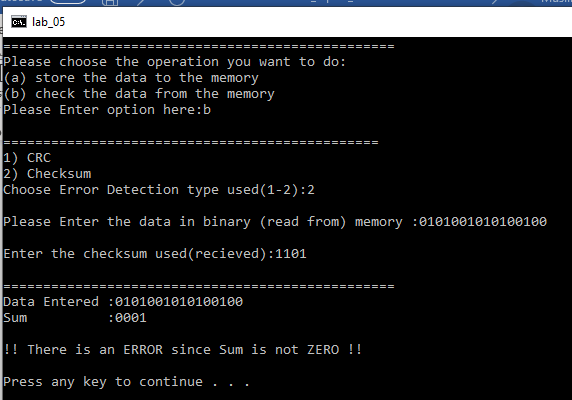 lab_05
=================================================
Please choose the operation you want to do:
(a) store the data to the memory
(b) check the data from the memory
Please Enter option here:b
===============================================
1) CRC
2) Checksum
Choose Error Detection type used(1-2):2
Please Enter the data in binary (read from) memory :0101001010100100
Enter the checksum used(recieved):1101
=================================================
Data Entered :0101001010100100
Sum          :0001
!! There is an ERROR since Sum is not ZERO !!
Press any key to continue . . .